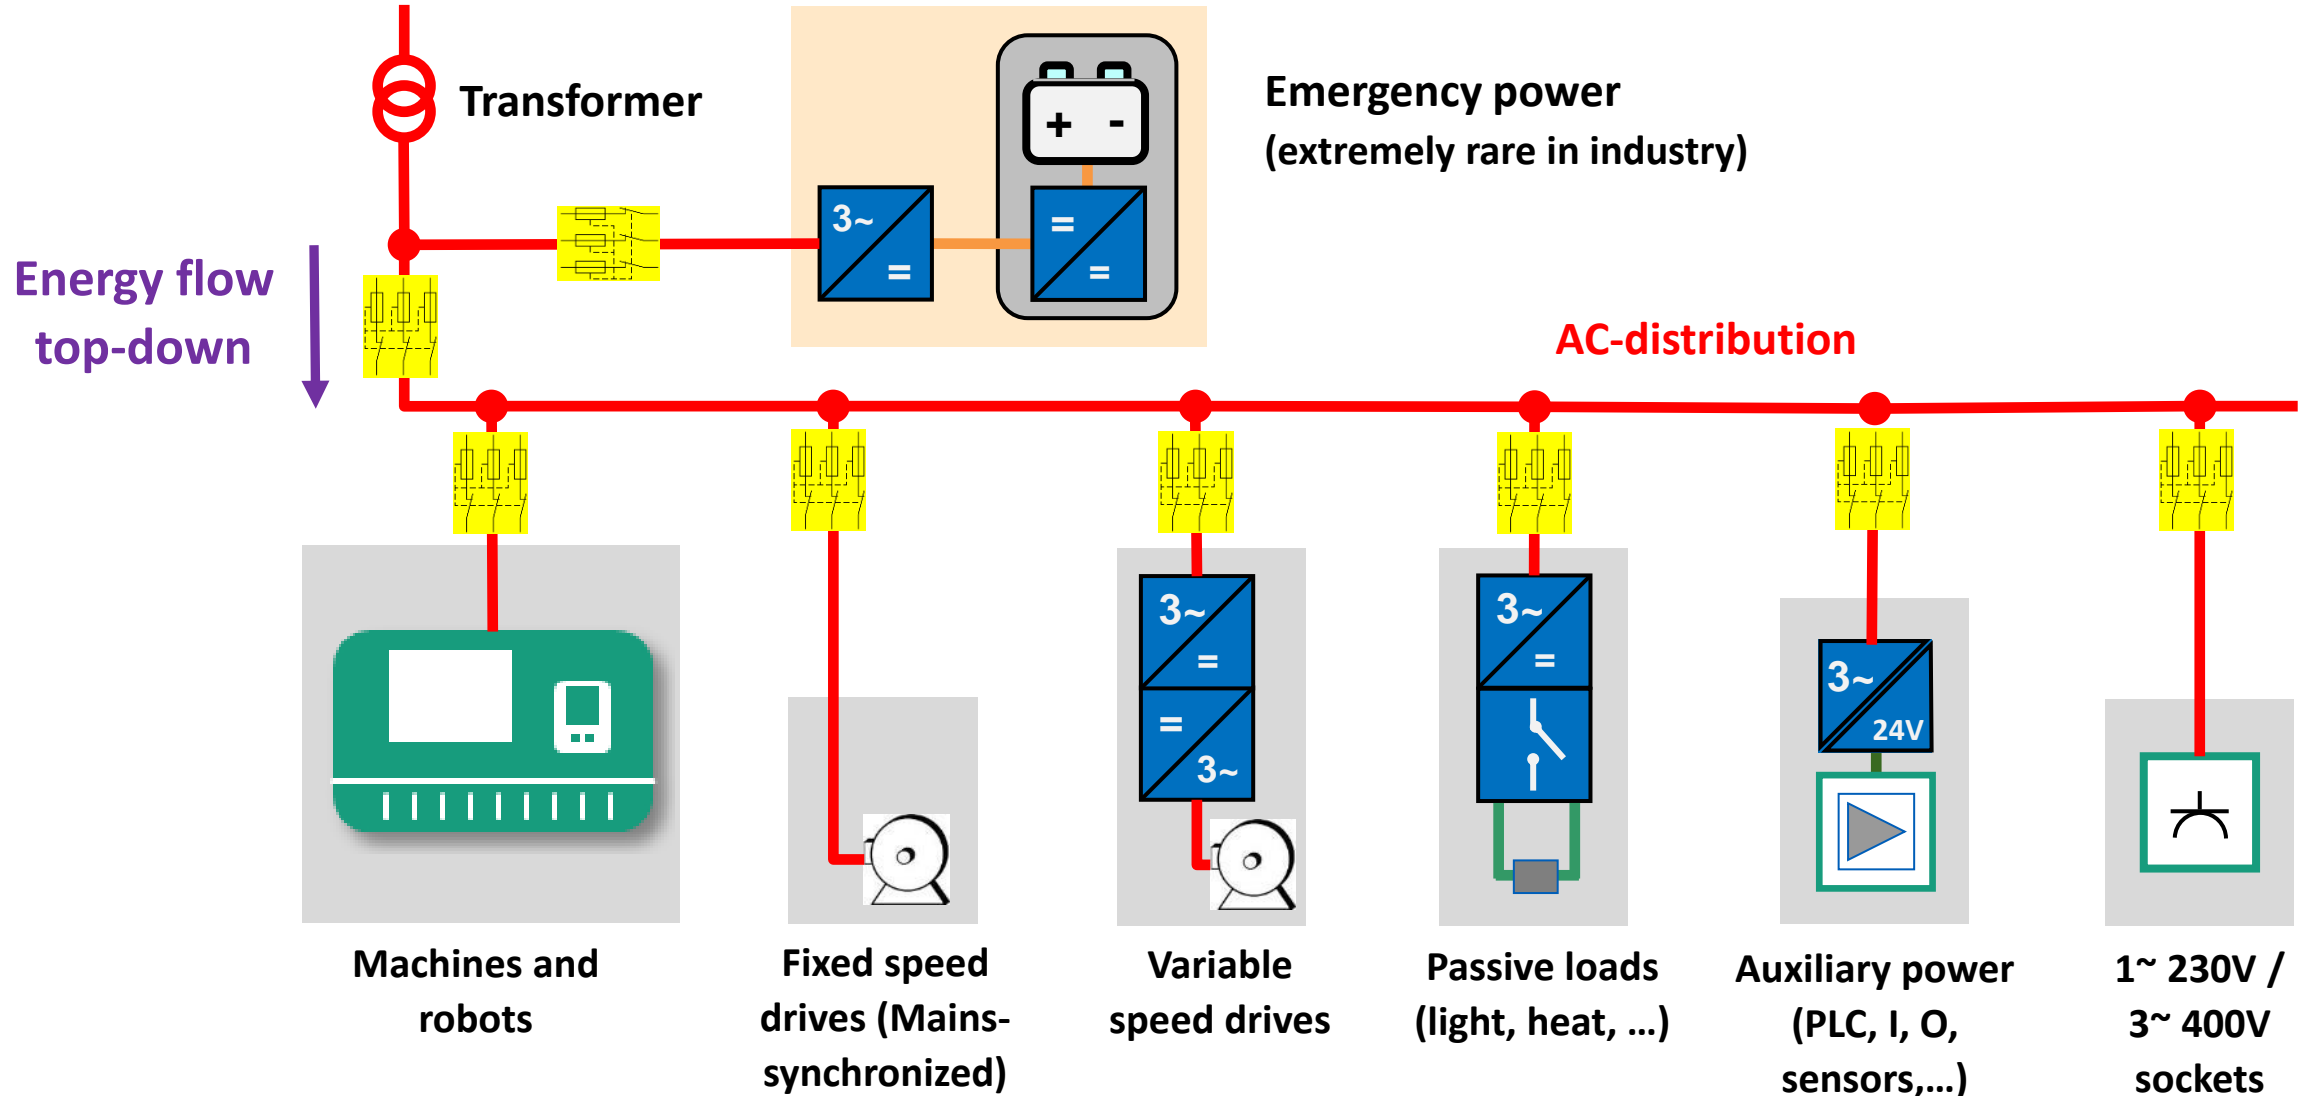 Transformer
+ -
Emergency power
(extremely rare in industry)
3~
=
=
=
Energy flow
top-down
AC-distribution
3~
=
=
3~
3~
=
3~
24V
Machines and
robots
Fixed speed
drives (Mains-
synchronized)
Variable
speed drives
Passive loads
(light, heat, ...)
Auxiliary power
(PLC, I, O,
sensors,...)
1~ 230V /
3~ 400V
sockets